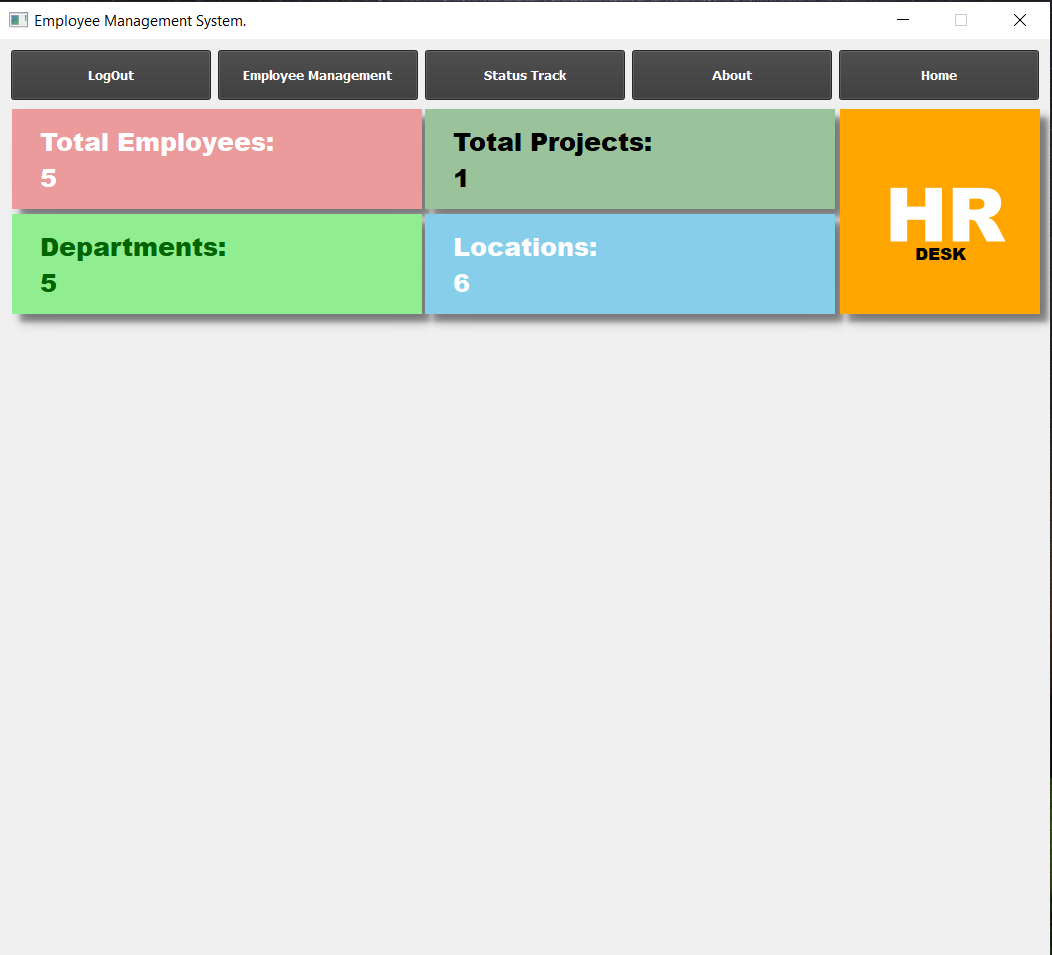 Employee Management System.
LogOut
Employee Management
Status Track
About
Home
Total Employees:
5
Total Projects:
1
Departments:
5
Locations:
6
HR
DESK